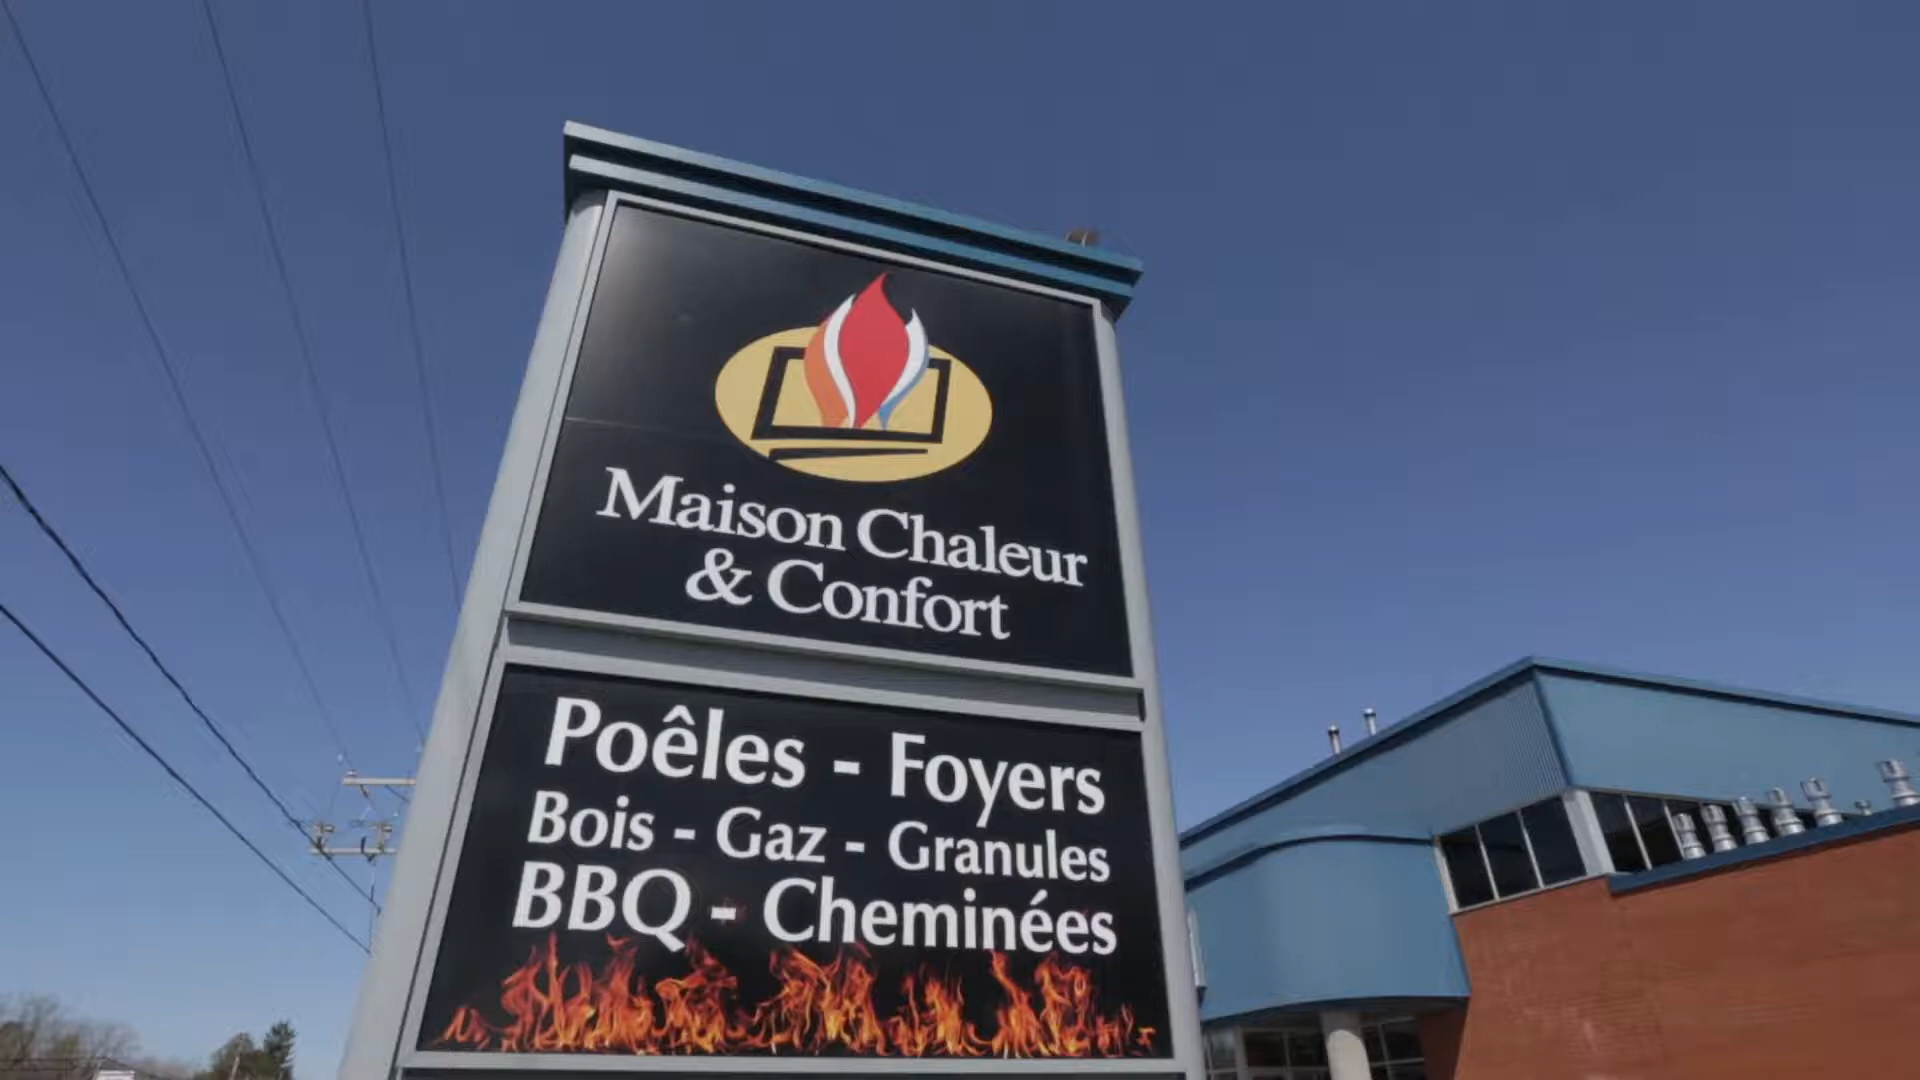 Maison Chaleur
& Confort
Poêles - Foyers
Bois - Gaz - Granules
BBQ - Cheminées